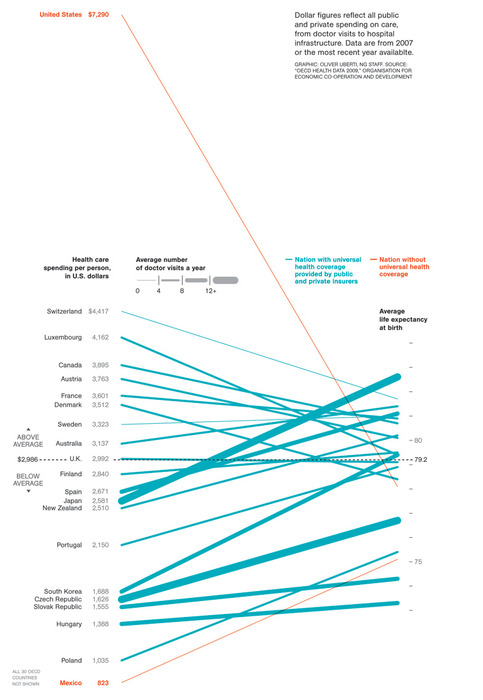 United States $7,290
Dollar figures reflect all public
and private spending on care,
from doctor visits to hospital
infrastructure. Data are from 2007
or the most recent year availalbte.
GRAPHIC: OLIVER UBERTI, NG STAFF. SOURCE:
"OECD HEALTH DATA 2009," ORGANISATION FOR
ECONOMIC CO-OPERATION AND DEVELOPMENT
Health care
spending per person,
in U.S. dollars
Average number
of doctor visits a year
0 4 8 12+
Nation with universal
health coverage
provided by public
and private insurers
Nation without
universal health
coverage
Average
life expectancy
at birth
Switzerland $4,417
Luxembourg 4,162
Canada 3,895
Austria 3,763
France 3,601
Denmark 3,512
Sweden 3,323
ABOVE
AVERAGE
Australia 3,137
80
$2,986
U.K. 2,992
79.2
BELOW
AVERAGE
Finland 2,840
Spain 2,671
Japan 2,581
New Zealand 2,510
Portugal 2,150
75
South Korea 1,688
Czech Republic 1,626
Slovak Republic 1,555
Hungary 1,388
Poland 1,035
ALL 30 OECD
COUNTRIES
NOT SHOWN
Mexico 823